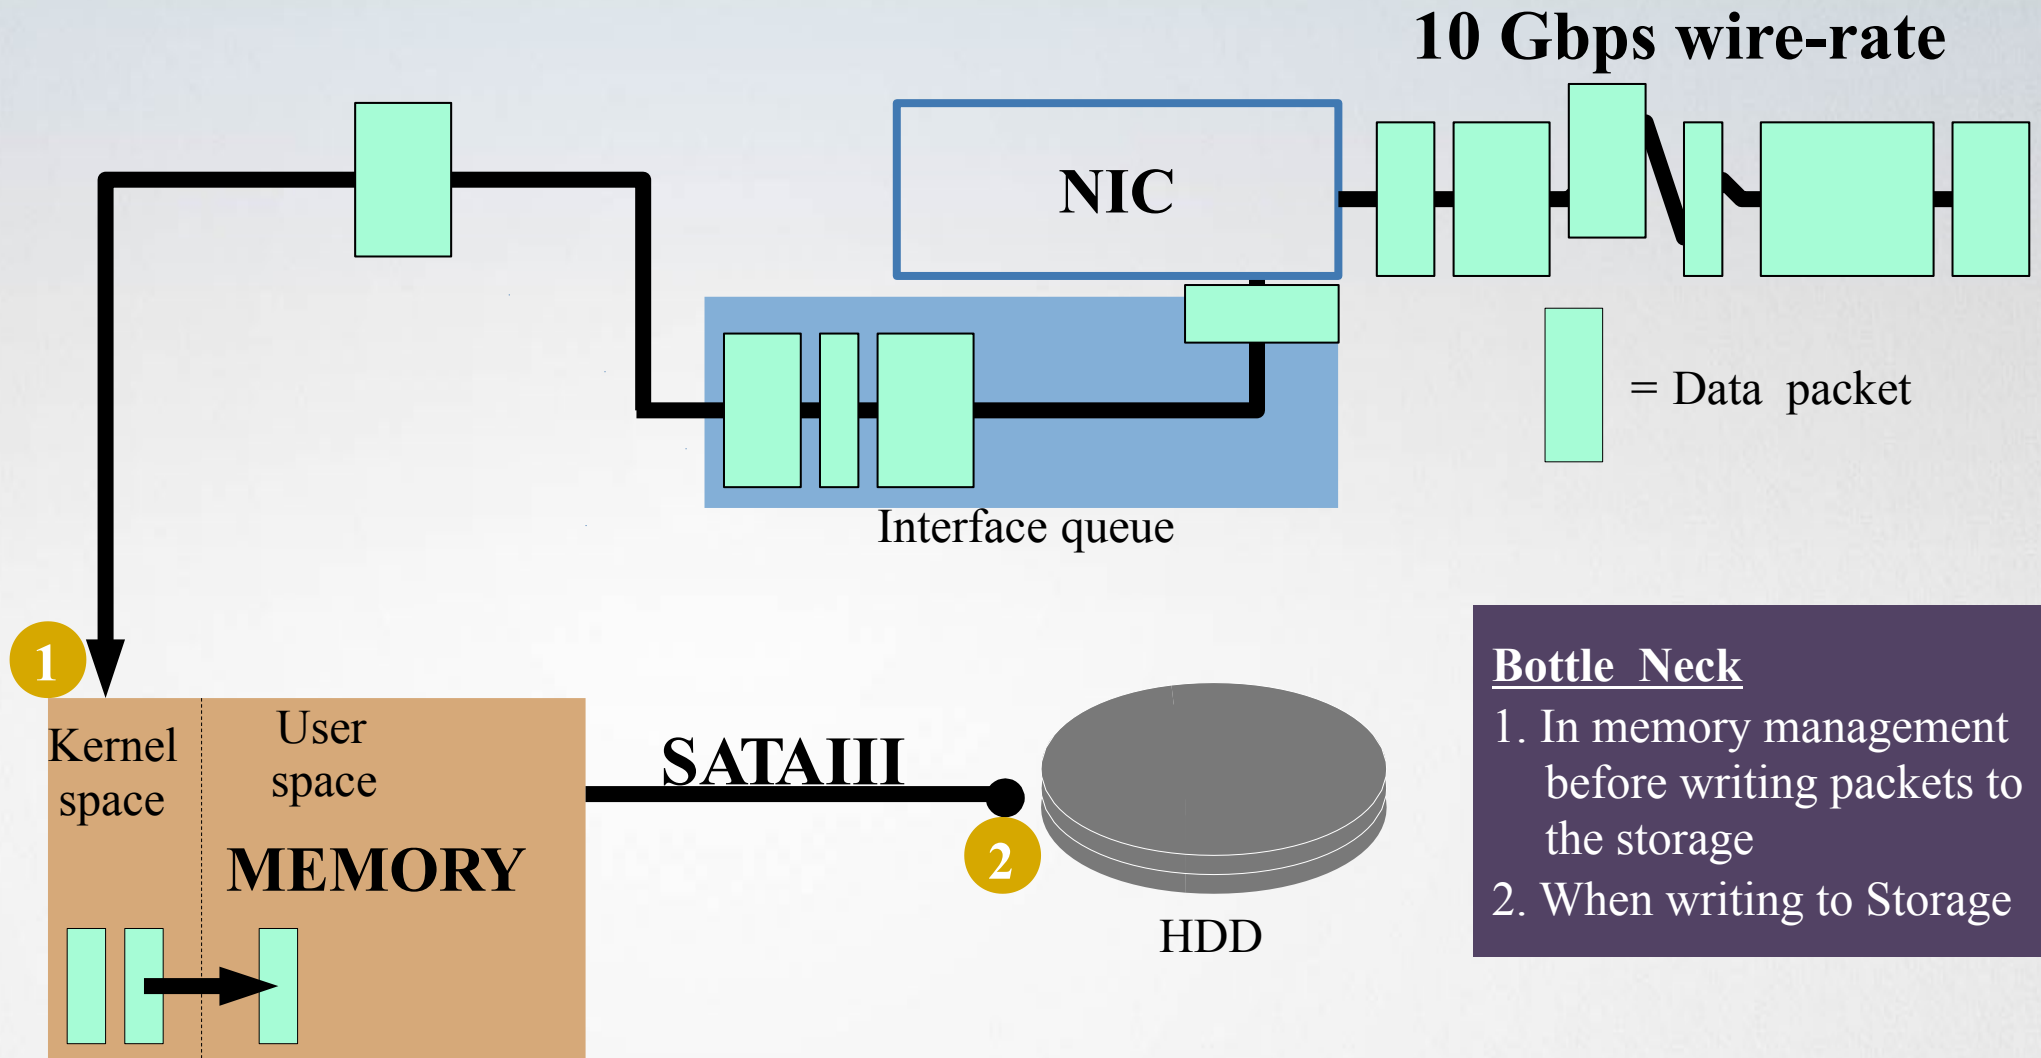 10 Gbps wire-rate
NIC
= Data packet
Interface queue
1
Kernel
space
User
space
MEMORY
SATAIII
2
HDD
Bottle Neck
1. In memory management
before writing packets to
the storage
2. When writing to Storage